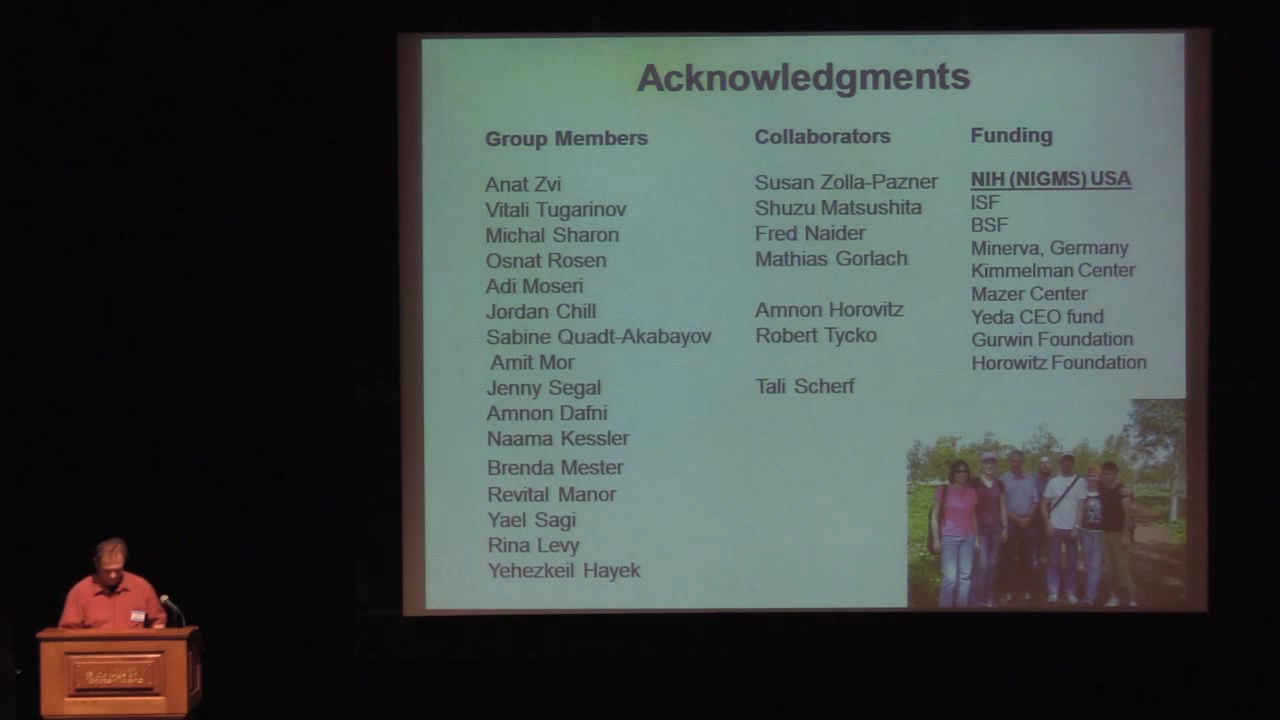 Acknowledgments
Group Members
Anat Zvi
Vitali Tugarinov
Michal Sharon
Osnat Rosen
Adi Moseri
Jordan Chill
Sabine Quadt-Akabayov
Amit Mor
Jenny Segal
Amnon Dafni
Naama Kessler
Brenda Mester
Revital Manor
Yael Sagi
Rina Levy
Yehezkeil Hayek
Collaborators
Susan Zolla-Pazner
Shuzu Matsushita
Fred Naider
Mathias Gorlach
Amnon Horovitz
Robert Tycko
Tali Scherf
Funding
NIH (NIGMS) USA
ISF
BSF
Minerva, Germany
Kimmelman Center
Mazer Center
Yeda CEO fund
Gurwin Foundation
Horowitz Foundation
College of